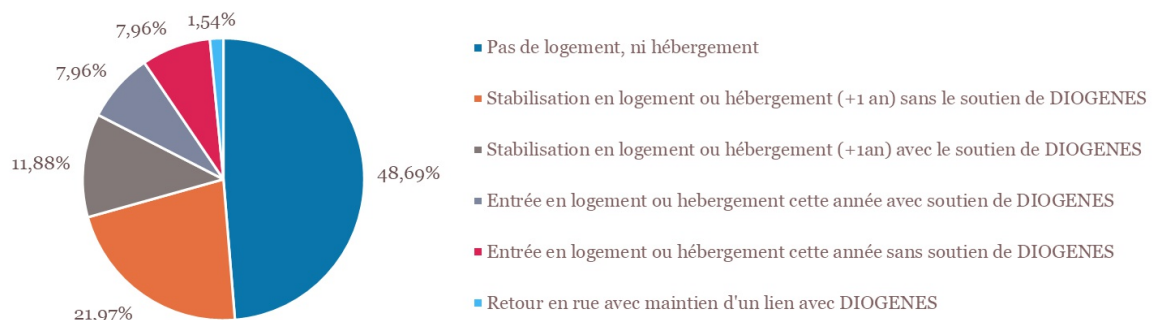 1,54%
7,96%
7,96%
11,88%
48,69%
21,97%
Pas de logement, ni hébergement
Stabilisation en logement ou hébergement (+1 an) sans le soutien de DIOGENES
Stabilisation en logement ou hébergement (+1an) avec le soutien de DIOGENES
Entrée en logement ou hebergement cette année avec soutien de DIOGENES
Entrée en logement ou hébergement cette année sans soutien de DIOGENES
Retour en rue avec maintien d'un lien avec DIOGENES